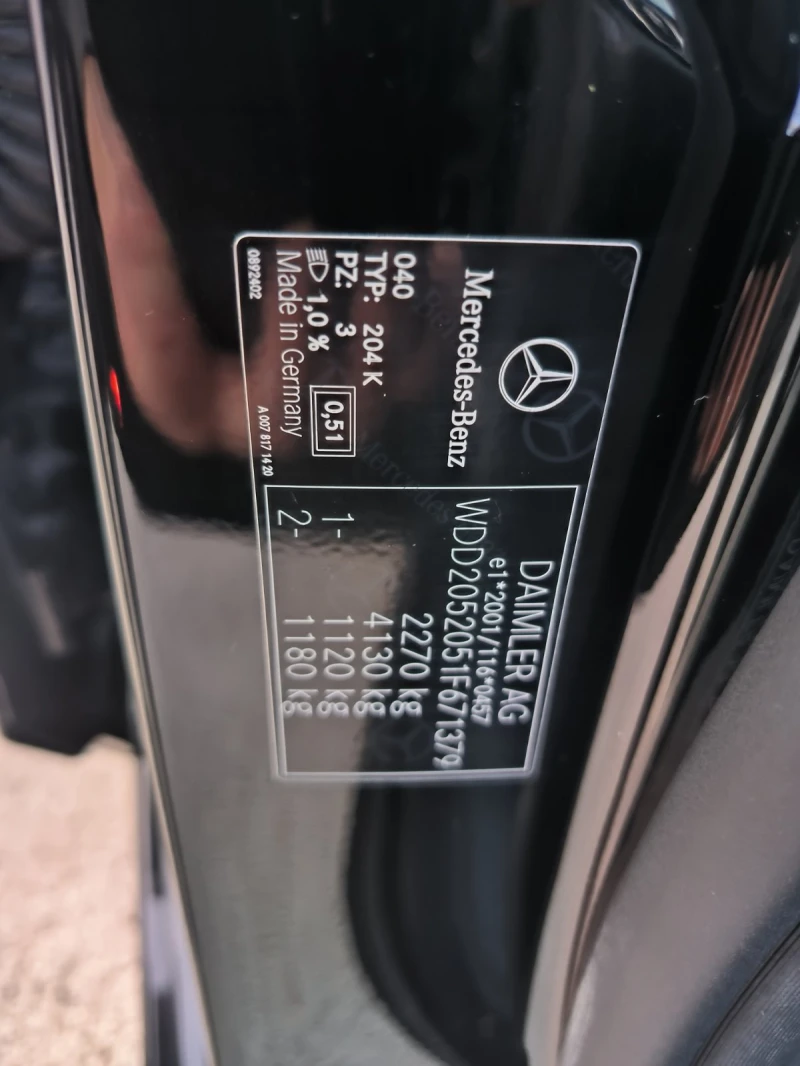 Mercedes-Benz
040
TYP: 204 K
PZ: 3
1,0 %
0,51
Made in Germany
0892402
A 007 817 14 20
DAIMLER AG
e1*2001/116*0457
WDD2052051F671379
2270 kg
4130 kg
1- 1120 kg
2- 1180 kg